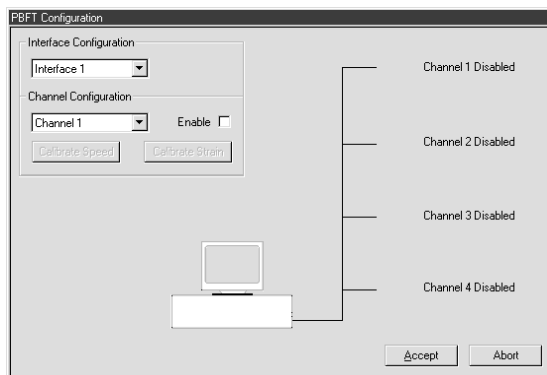 PBFT Configuration
Interface Configuration
Interface 1
Channel Configuration
Channel 1 Enable
Calibrate Speed Calibrate Strain
Channel 1 Disabled
Channel 2 Disabled
Channel 3 Disabled
Channel 4 Disabled
Accept Abort